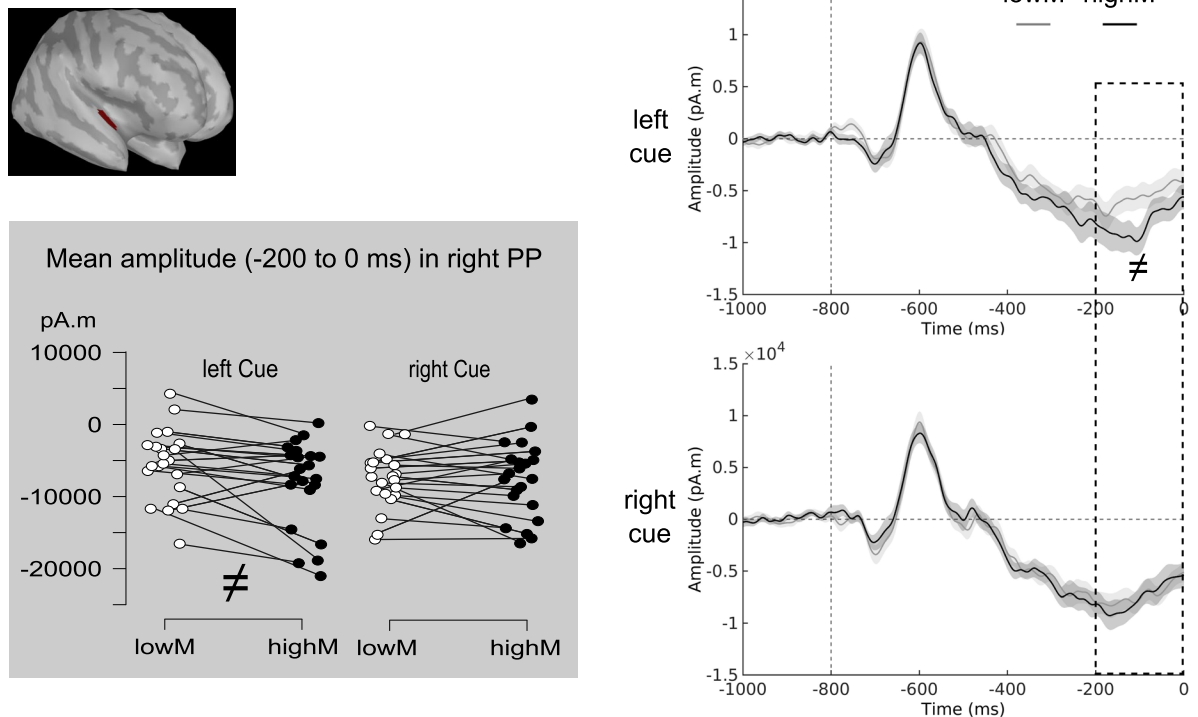 lowM highM
1
0.5
left
cue
Amplitude (pA.m)
0
-0.5
-1
≠
-1.5
-1000 -800 -600 -400 -200 0
Time (ms)
×10^4
1.5
1
0.5
right
cue
Amplitude (pA.m)
0
-0.5
-1
-1.5
-1000 -800 -600 -400 -200 0
Time (ms)
Mean amplitude (-200 to 0 ms) in right PP
pA.m
10000
left Cue right Cue
0
-10000
-20000
≠
lowM highM lowM highM